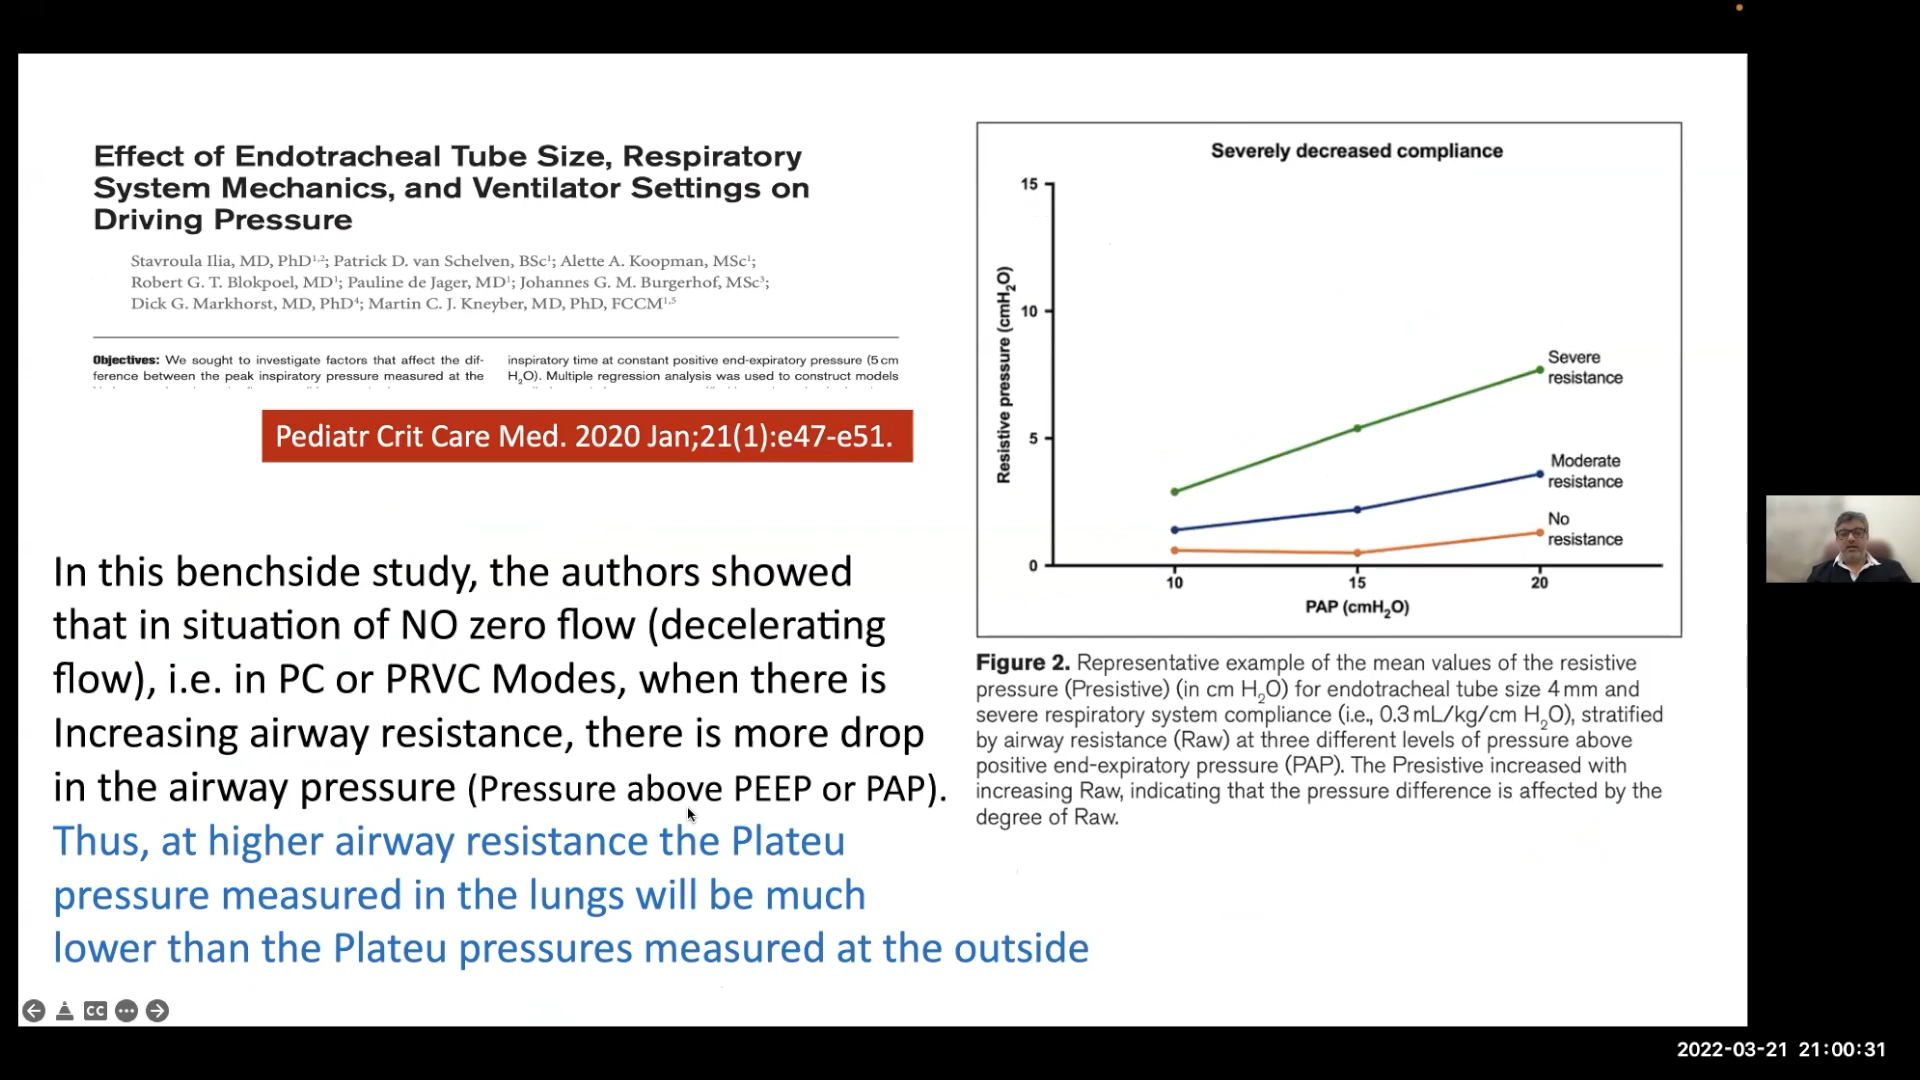 Effect of Endotracheal Tube Size, Respiratory
System Mechanics, and Ventilator Settings on
Driving Pressure
Stavroula Ilia, MD, PhD1,2; Patrick D. van Schelven, BSc1; Alette A. Koopman, MSc1;
Robert G. T. Blokpoel, MD1; Pauline de Jager, MD1; Johannes G. M. Burgerhof, MSc3;
Dick G. Markhorst, MD, PhD4; Martin C. J. Kneyber, MD, PhD, FCCM1,5
Objectives: We sought to investigate factors that affect the dif-
ference between the peak inspiratory pressure measured at the
inspiratory time at constant positive end-expiratory pressure (5 cm
H2O). Multiple regression analysis was used to construct models
Pediatr Crit Care Med. 2020 Jan;21(1):e47-e51.
In this benchside study, the authors showed
that in situation of NO zero flow (decelerating
flow), i.e. in PC or PRVC Modes, when there is
Increasing airway resistance, there is more drop
in the airway pressure (Pressure above PEEP or PAP).
Thus, at higher airway resistance the Plateu
pressure measured in the lungs will be much
lower than the Plateu pressures measured at the outside
Severely decreased compliance
15
10
5
0
Resistive pressure (cmH2O)
Severe
resistance
Moderate
resistance
No
resistance
10 15 20
PAP (cmH2O)
Figure 2. Representative example of the mean values of the resistive
pressure (Presistive) (in cm H2O) for endotracheal tube size 4 mm and
severe respiratory system compliance (i.e., 0.3 mL/kg/cm H2O), stratified
by airway resistance (Raw) at three different levels of pressure above
positive end-expiratory pressure (PAP). The Presistive increased with
increasing Raw, indicating that the pressure difference is affected by the
degree of Raw.
CC
2022-03-21 21:00:31